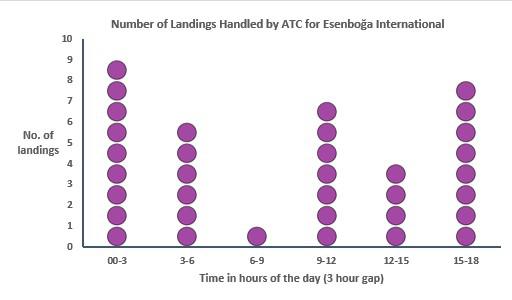 Number of Landings Handled by ATC for Esenboğa International
10
9
8
7
6
5
4
3
2
1
0
No. of
landings
00-3 3-6 6-9 9-12 12-15 15-18
Time in hours of the day (3 hour gap)